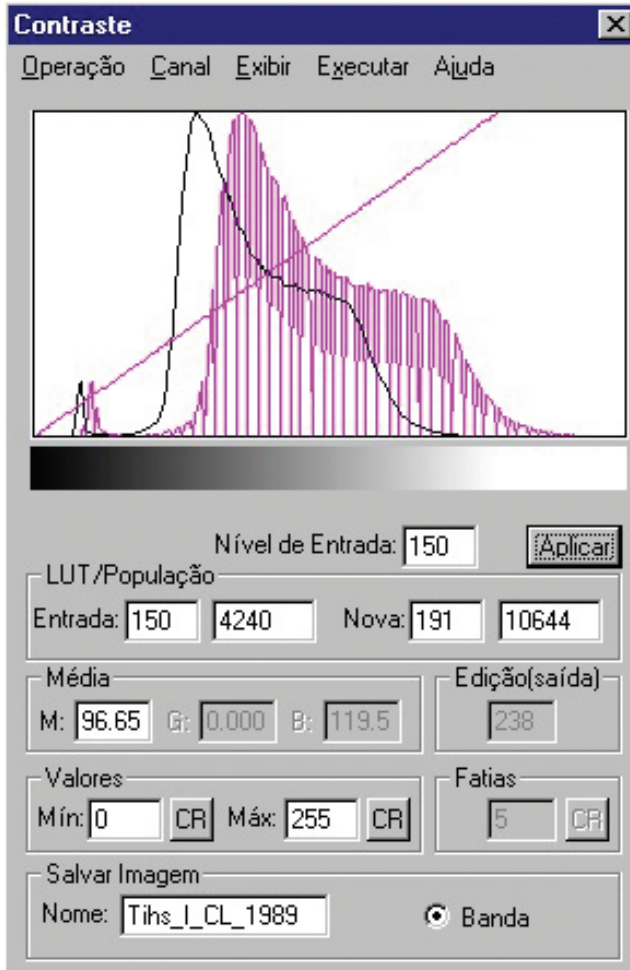 Contraste
Operação Canal Exibir Executar Ajuda
Nível de Entrada: 150 Aplicar
LUT/População
Entrada: 150 4240 Nova: 191 10644
Média Edição(saída)
M: 96.65 G: 0.000 B: 119.5 238
Valores Fatias
Mín: 0 CR Máx: 255 CR 5 CR
Salvar Imagem
Nome: Tihs_I_CL_1989 Banda